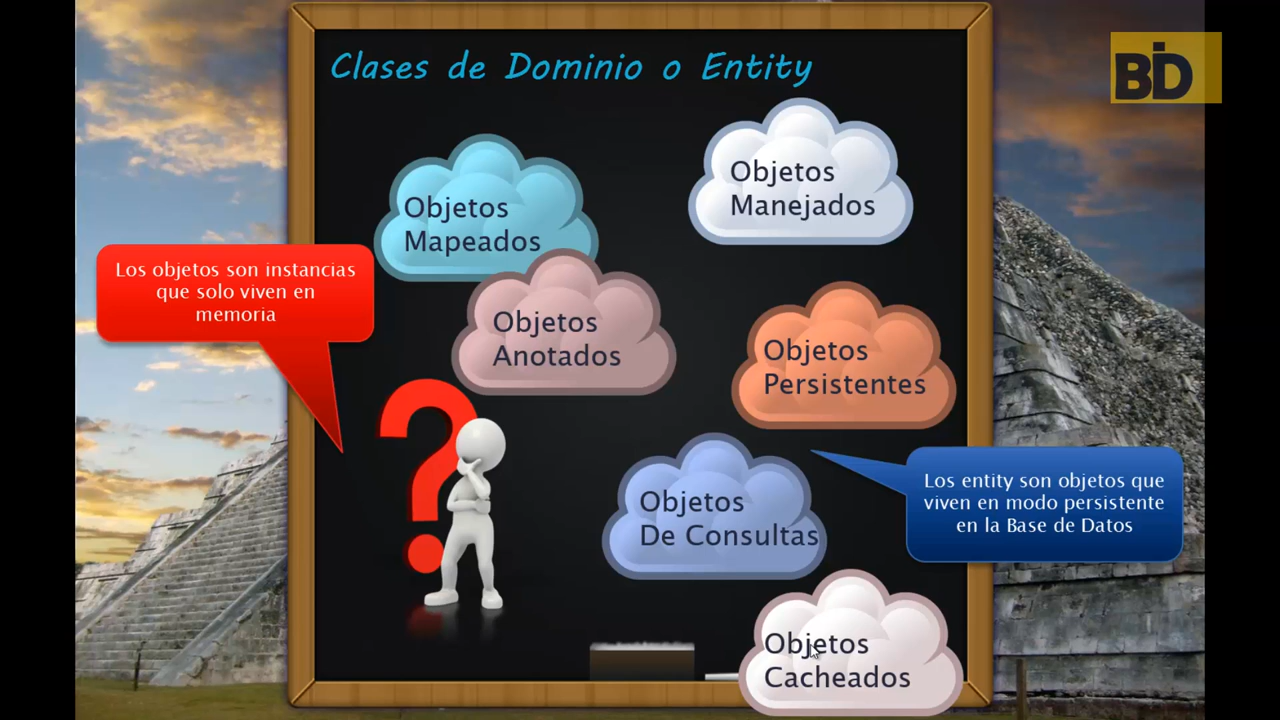 Clases de Dominio o Entity
BID
Objetos
Manejados
Objetos
Mapeados
Los objetos son instancias
que solo viven en
memoria
Objetos
Anotados
Objetos
Persistentes
Los entity son objetos que
viven en modo persistente
en la Base de Datos
Objetos
De Consultas
Objetos
Cacheados